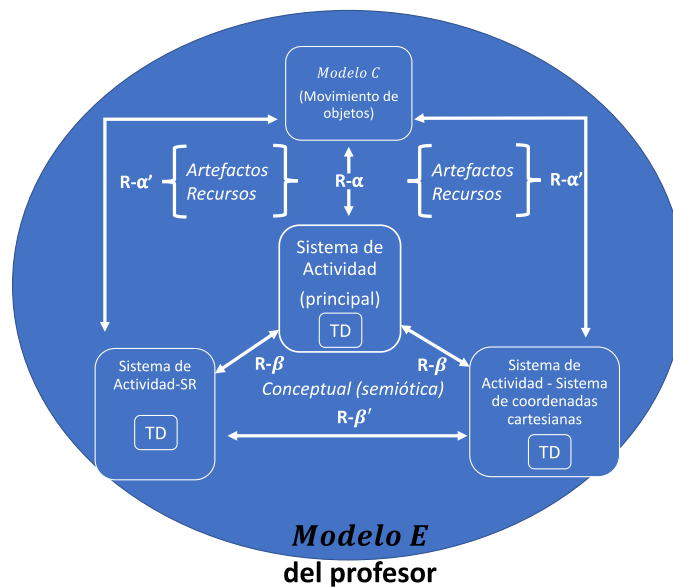 Modelo C
(Movimiento de
objetos)
R-α'
Artefactos
Recursos
R-α
Artefactos
Recursos
R-α'
Sistema de
Actividad
(principal)
TD
Sistema de
Actividad-SR
TD
R-β
R-β
Conceptual (semiótica)
R-β'
Sistema de
Actividad - Sistema
de coordenadas
cartesianas
TD
Modelo E
del profesor